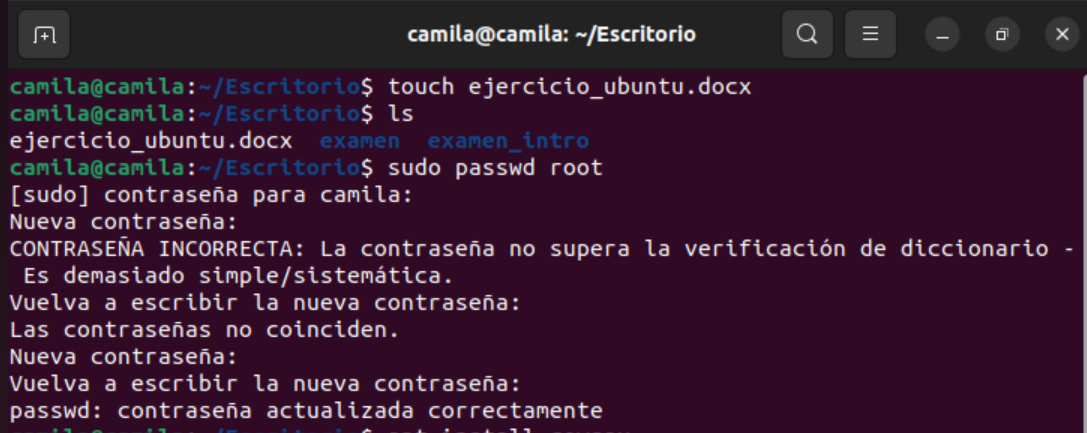 camila@camila: ~/Escritorio
camila@camila:~/Escritorio$ touch ejercicio_ubuntu.docx
camila@camila:~/Escritorio$ ls
ejercicio_ubuntu.docx  examen  examen_intro
camila@camila:~/Escritorio$ sudo passwd root
[sudo] contraseña para camila:
Nueva contraseña:
CONTRASEÑA INCORRECTA: La contraseña no supera la verificación de diccionario -
 Es demasiado simple/sistemática.
Vuelva a escribir la nueva contraseña:
Las contraseñas no coinciden.
Nueva contraseña:
Vuelva a escribir la nueva contraseña:
passwd: contraseña actualizada correctamente